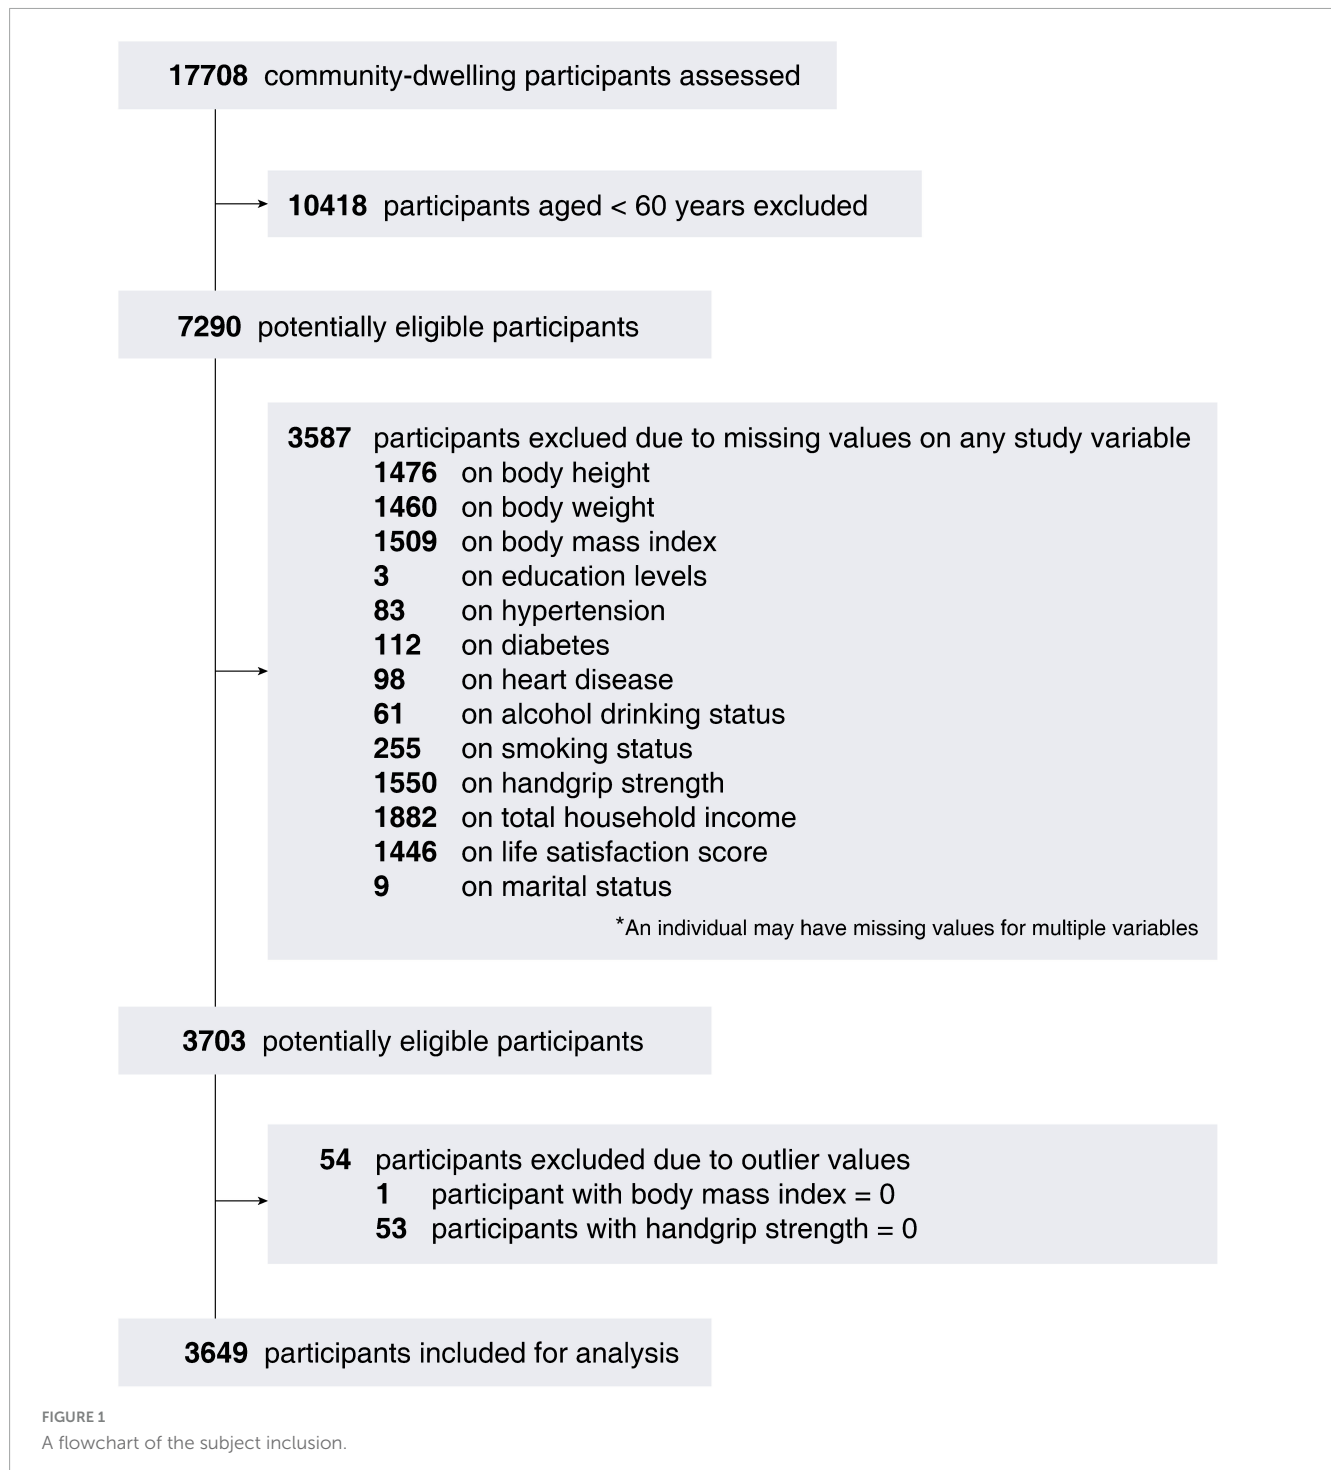 17708 community-dwelling participants assessed
10418 participants aged < 60 years excluded
7290 potentially eligible participants
3587 participants exclued due to missing values on any study variable
1476 on body height
1460 on body weight
1509 on body mass index
3 on education levels
83 on hypertension
112 on diabetes
98 on heart disease
61 on alcohol drinking status
255 on smoking status
1550 on handgrip strength
1882 on total household income
1446 on life satisfaction score
9 on marital status
*An individual may have missing values for multiple variables
3703 potentially eligible participants
54 participants excluded due to outlier values
1 participant with body mass index = 0
53 participants with handgrip strength = 0
3649 participants included for analysis
FIGURE 1
A flowchart of the subject inclusion.